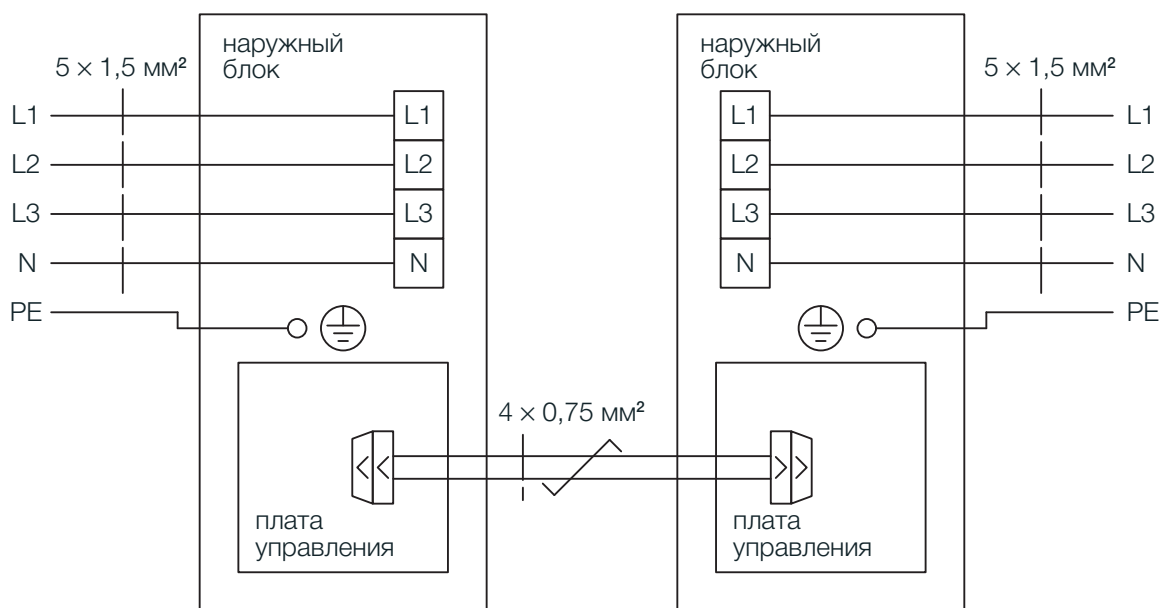 наружный
блок
5 × 1,5 мм²
L1
L2
L3
N
PE
L1
L2
L3
N
плата
управления
4 × 0,75 мм²
наружный
блок
5 × 1,5 мм²
L1
L2
L3
N
L1
L2
L3
N
PE
плата
управления